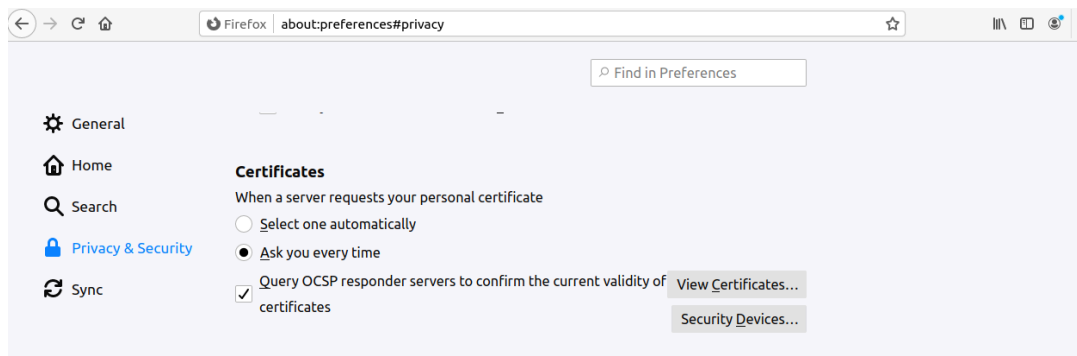 Firefox about:preferences#privacy
Find in Preferences
General
Home
Search
Privacy & Security
Sync
Certificates
When a server requests your personal certificate
Select one automatically
Ask you every time
Query OCSP responder servers to confirm the current validity of
certificates
View Certificates...
Security Devices...